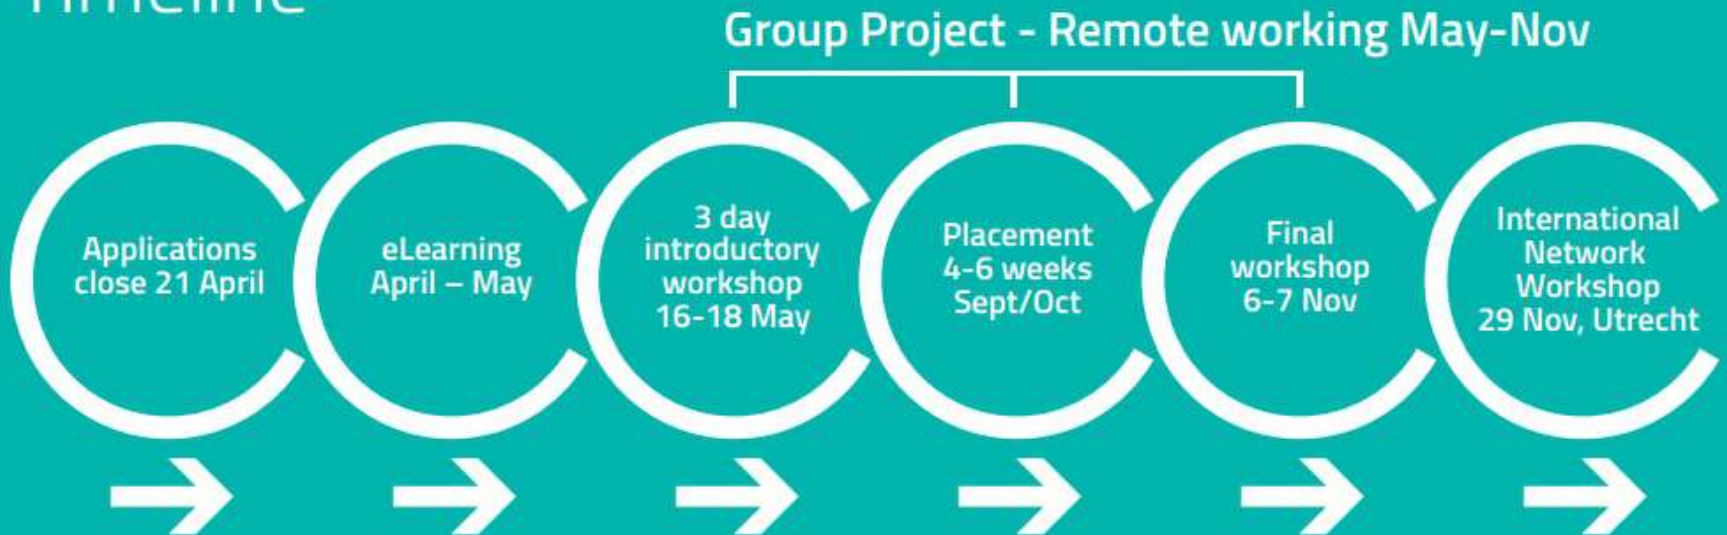 Timeline
Group Project - Remote working May-Nov
Applications
close 21 April
eLearning
April – May
3 day
introductory
workshop
16-18 May
Placement
4-6 weeks
Sept/Oct
Final
workshop
6-7 Nov
International
Network
Workshop
29 Nov, Utrecht